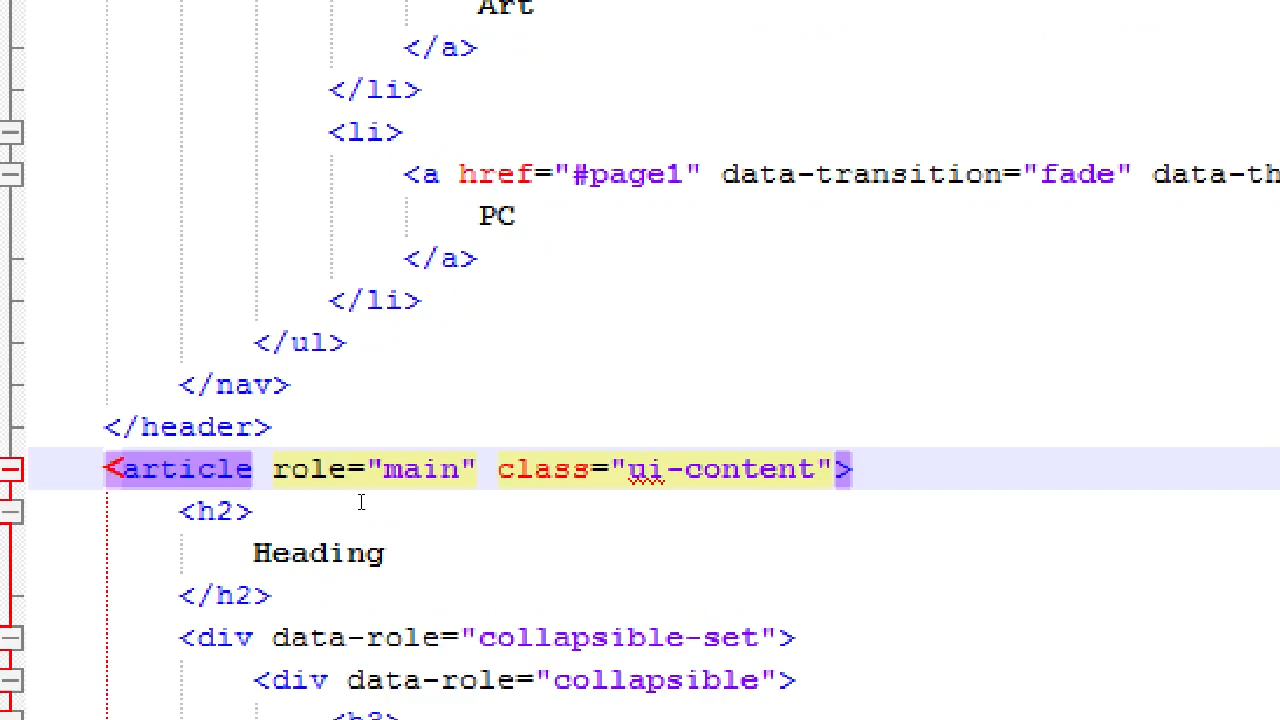 Art
</a>
</li>
<li>
<a href="#page1" data-transition="fade" data-th
PC
</a>
</li>
</ul>
</nav>
</header>
<article role="main" class="ui-content">
<h2>
Heading
</h2>
<div data-role="collapsible-set">
<div data-role="collapsible">
<h3>